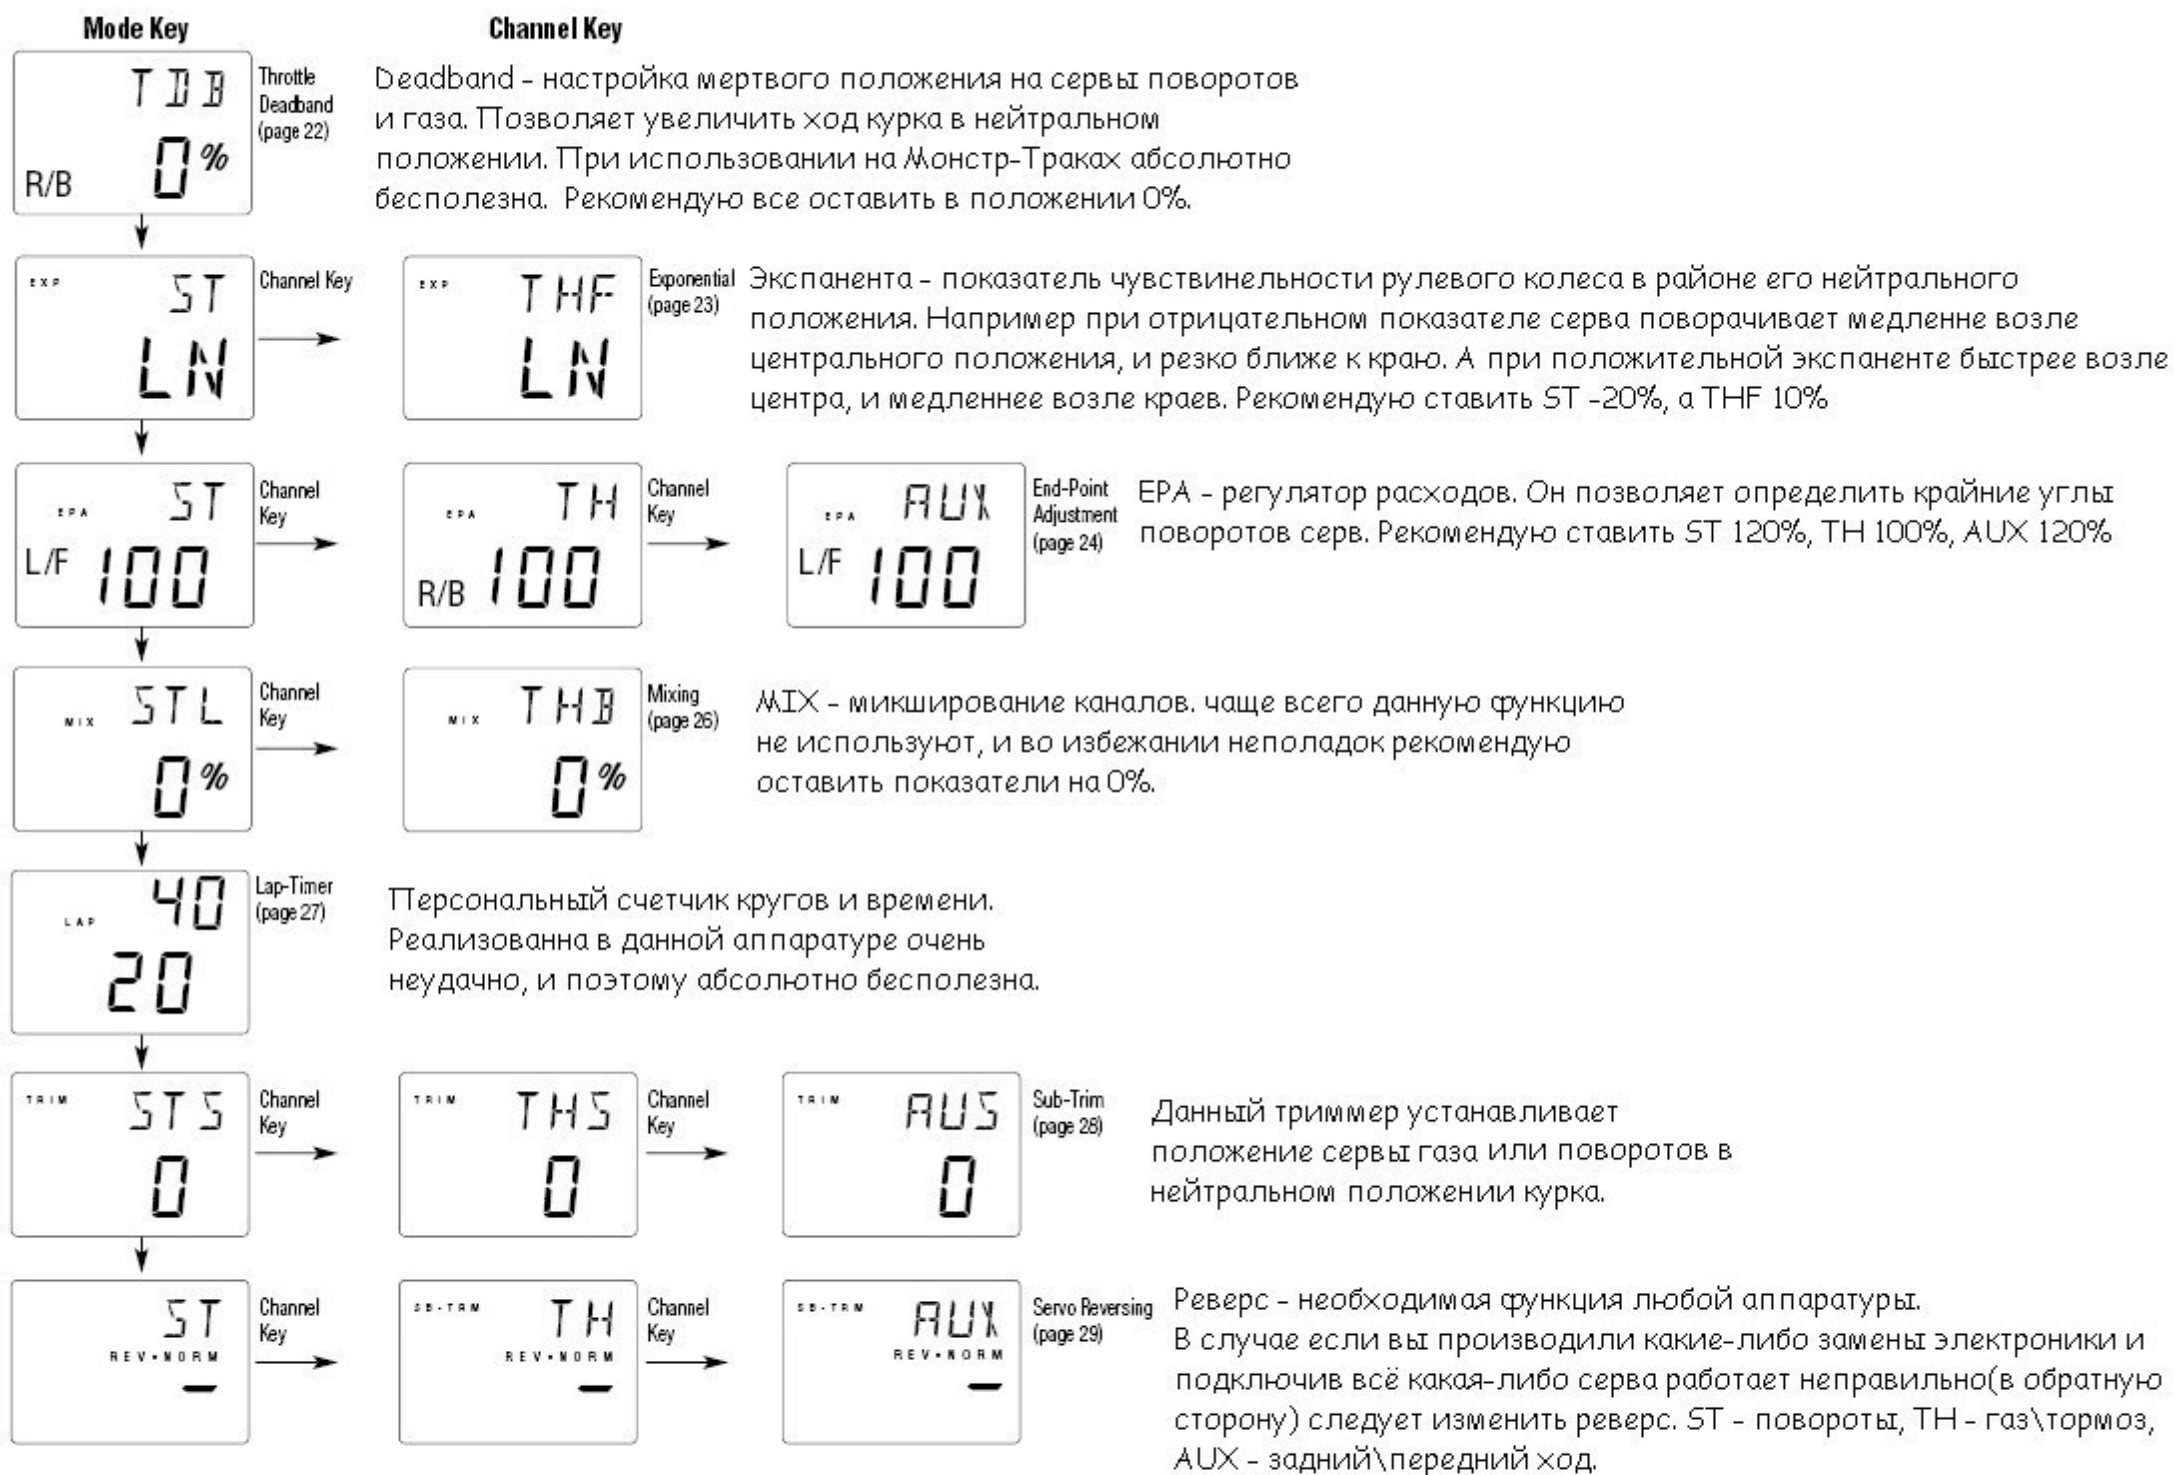 Mode Key
Channel Key
TDB
0%
R/B
Throttle
Deadband
(page 22)
Deadband - настройка мертвого положения на сервы поворотов
и газа. Позволяет увеличить ход курка в нейтральном
положении. При использовании на Монстр-Траках абсолютно
бесполезна. Рекомендую все оставить в положении 0%.
EXP
ST
LN
Channel Key
EXP
THF
LN
Exponential
(page 23)
Экспанента - показатель чувствинельности рулевого колеса в районе его нейтрального
положения. Например при отрицательном показателе серва поворачивает медленне возле
центрального положения, и резко ближе к краю. А при положительной экспаненте быстрее возле
центра, и медленнее возле краев. Рекомендую ставить ST -20%, а THF 10%
EPA
ST
L/F 100
Channel
Key
EPA
TH
R/B 100
Channel
Key
EPA
AUX
L/F 100
End-Point
Adjustment
(page 24)
EPA - регулятор расходов. Он позволяет определить крайние углы
поворотов серв. Рекомендую ставить ST 120%, TH 100%, AUX 120%
MIX
STL
0%
Channel
Key
MIX
THB
0%
Mixing
(page 26)
MIX - микширование каналов. чаще всего данную функцию
не используют, и во избежании неполадок рекомендую
оставить показатели на 0%.
LAP
40
20
Lap-Timer
(page 27)
Персональный счетчик кругов и времени.
Реализованна в данной аппаратуре очень
неудачно, и поэтому абсолютно бесполезна.
TRIM
STS
0
Channel
Key
TRIM
THS
0
Channel
Key
TRIM
AUS
0
Sub-Trim
(page 28)
Данный триммер устанавливает
положение сервы газа или поворотов в
нейтральном положении курка.
ST
REV•NORM
Channel
Key
SB-TRM
TH
REV•NORM
Channel
Key
SB-TRM
AUX
REV•NORM
Servo Reversing
(page 29)
Реверс - необходимая функция любой аппаратуры.
В случае если вы производили какие-либо замены электроники и
подключив всё какая-либо серва работает неправильно(в обратную
сторону) следует изменить реверс. ST - повороты, TH - газ\тормоз,
AUX - задний\передний ход.